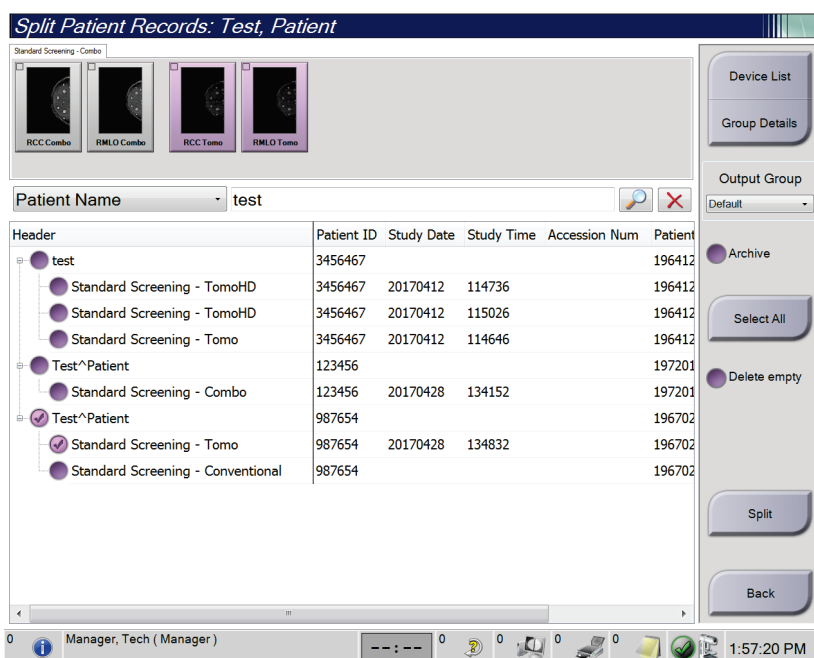 Split Patient Records: Test, Patient
Standard Screening - Combo
RCC Combo RMLO Combo RCC Tomo RMLO Tomo
Device List
Group Details
Output Group
Default
Patient Name test
Header Patient ID Study Date Study Time Accession Num Patient
test 3456467 196412
Standard Screening - TomoHD 3456467 20170412 114736 196412
Standard Screening - TomoHD 3456467 20170412 115026 196412
Standard Screening - Tomo 3456467 20170412 114646 196412
Test^Patient 123456 197201
Standard Screening - Combo 123456 20170428 134152 197201
Test^Patient 987654 196702
Standard Screening - Tomo 987654 20170428 134832 196702
Standard Screening - Conventional 987654 196702
Archive
Select All
Delete empty
Split
Back
0 Manager, Tech ( Manager ) --:-- 0 0 0 0 1:57:20 PM